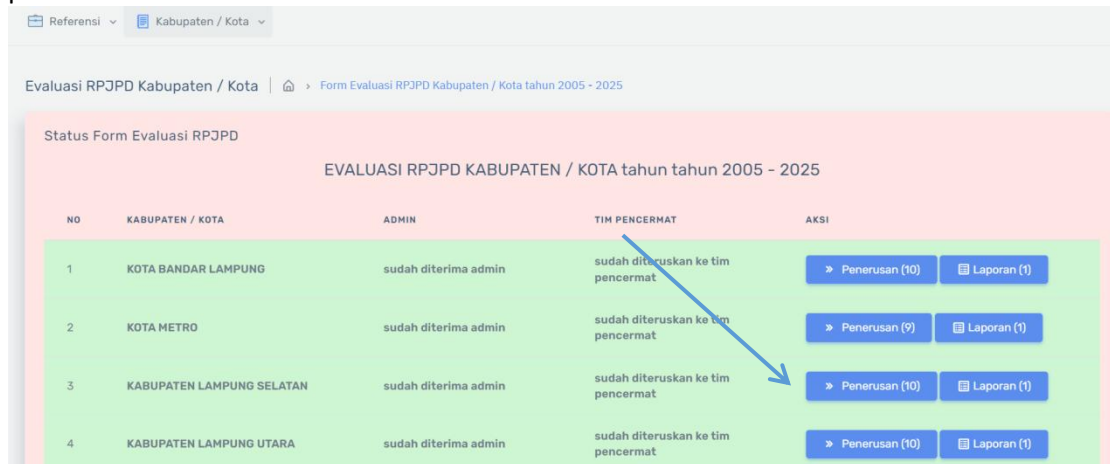 Referensi Kabupaten / Kota
Evaluasi RPJPD Kabupaten / Kota Form Evaluasi RPJPD Kabupaten / Kota tahun 2005 - 2025
Status Form Evaluasi RPJPD
EVALUASI RPJPD KABUPATEN / KOTA tahun tahun 2005 - 2025
NO KABUPATEN / KOTA ADMIN TIM PENCERMAT AKSI
1 KOTA BANDAR LAMPUNG sudah diterima admin sudah diteruskan ke tim
pencermat
» Penerusan (10) Laporan (1)
2 KOTA METRO sudah diterima admin sudah diteruskan ke tim
pencermat
» Penerusan (9) Laporan (1)
3 KABUPATEN LAMPUNG SELATAN sudah diterima admin sudah diteruskan ke tim
pencermat
» Penerusan (10) Laporan (1)
4 KABUPATEN LAMPUNG UTARA sudah diterima admin sudah diteruskan ke tim
pencermat
» Penerusan (10) Laporan (1)